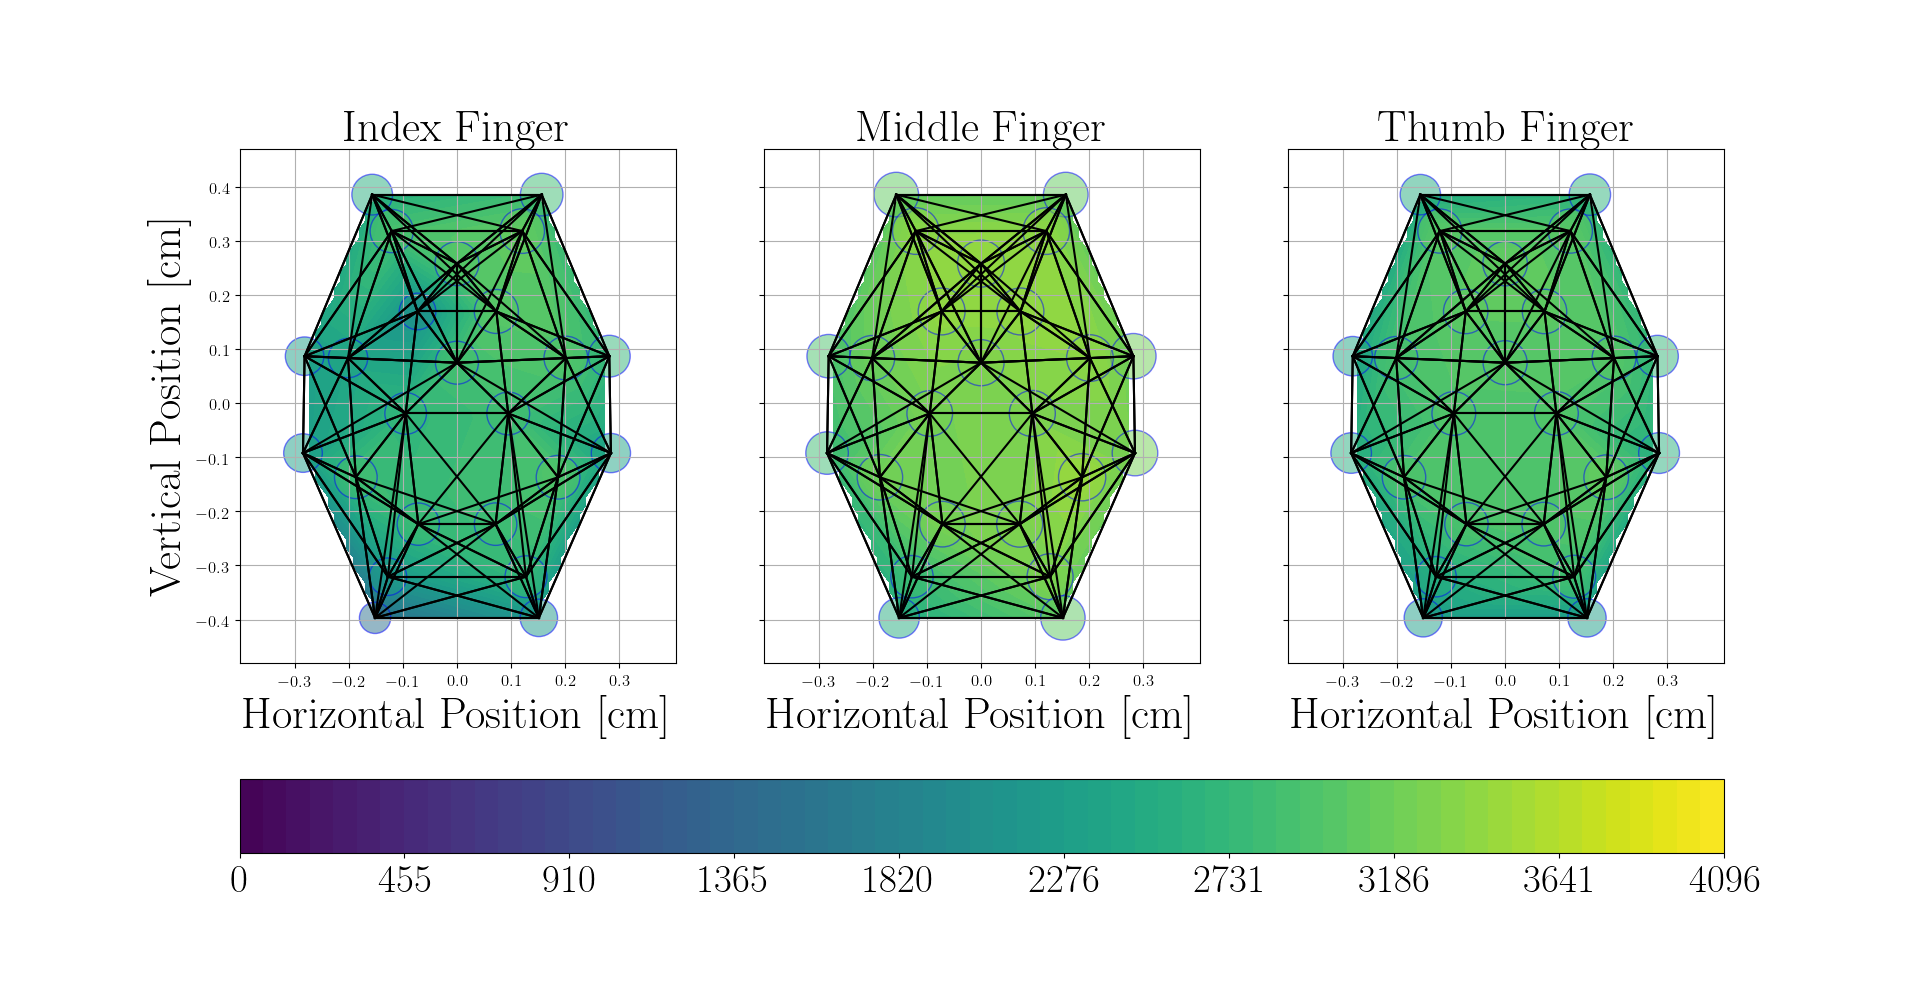 Index Finger
Middle Finger
Thumb Finger
Vertical Position [cm]
0.4
0.3
0.2
0.1
0.0
−0.1
−0.2
−0.3
−0.4
−0.3 −0.2 −0.1 0.0 0.1 0.2 0.3
−0.3 −0.2 −0.1 0.0 0.1 0.2 0.3
−0.3 −0.2 −0.1 0.0 0.1 0.2 0.3
Horizontal Position [cm]
Horizontal Position [cm]
Horizontal Position [cm]
0 455 910 1365 1820 2276 2731 3186 3641 4096